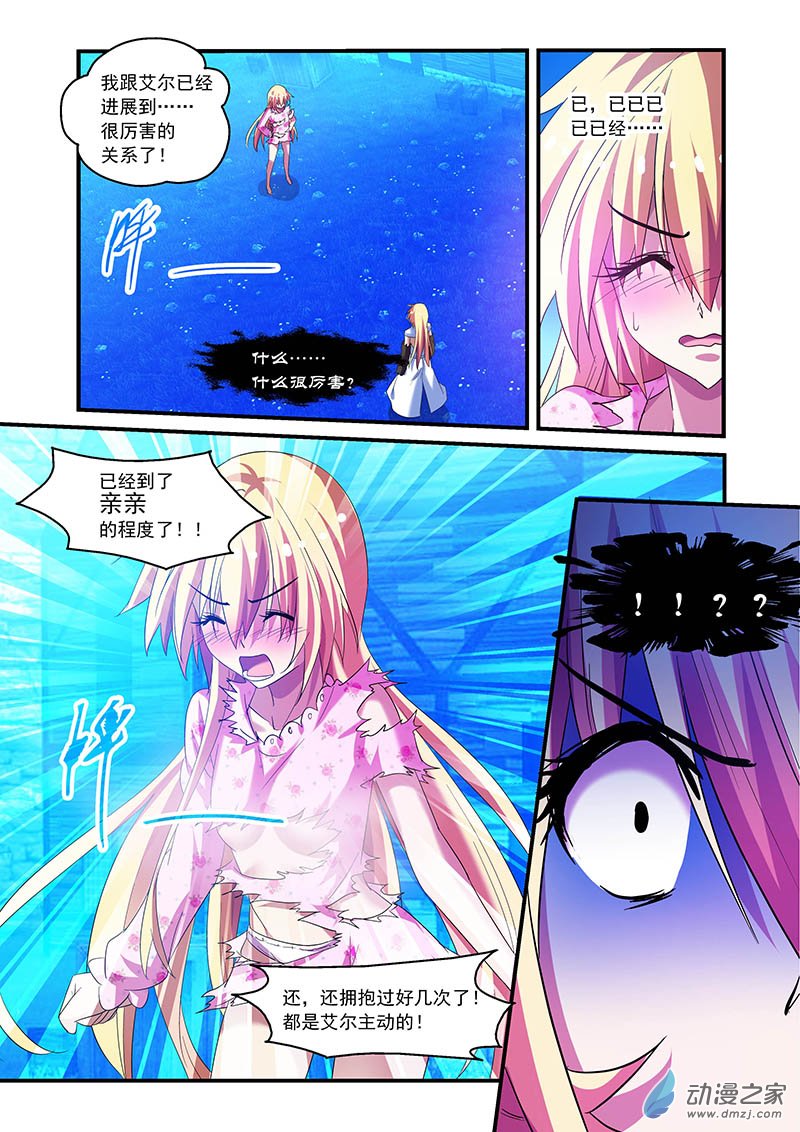 我跟艾尔已经
进展到……
很厉害的
关系了！
砰——
什么……
什么很厉害？
已，已已已
已已经……
已经到了
亲亲
的程度了！！
！！？？
砰——
还，还拥抱过好几次了！
都是艾尔主动的！
动漫之家
www.dmzj.com